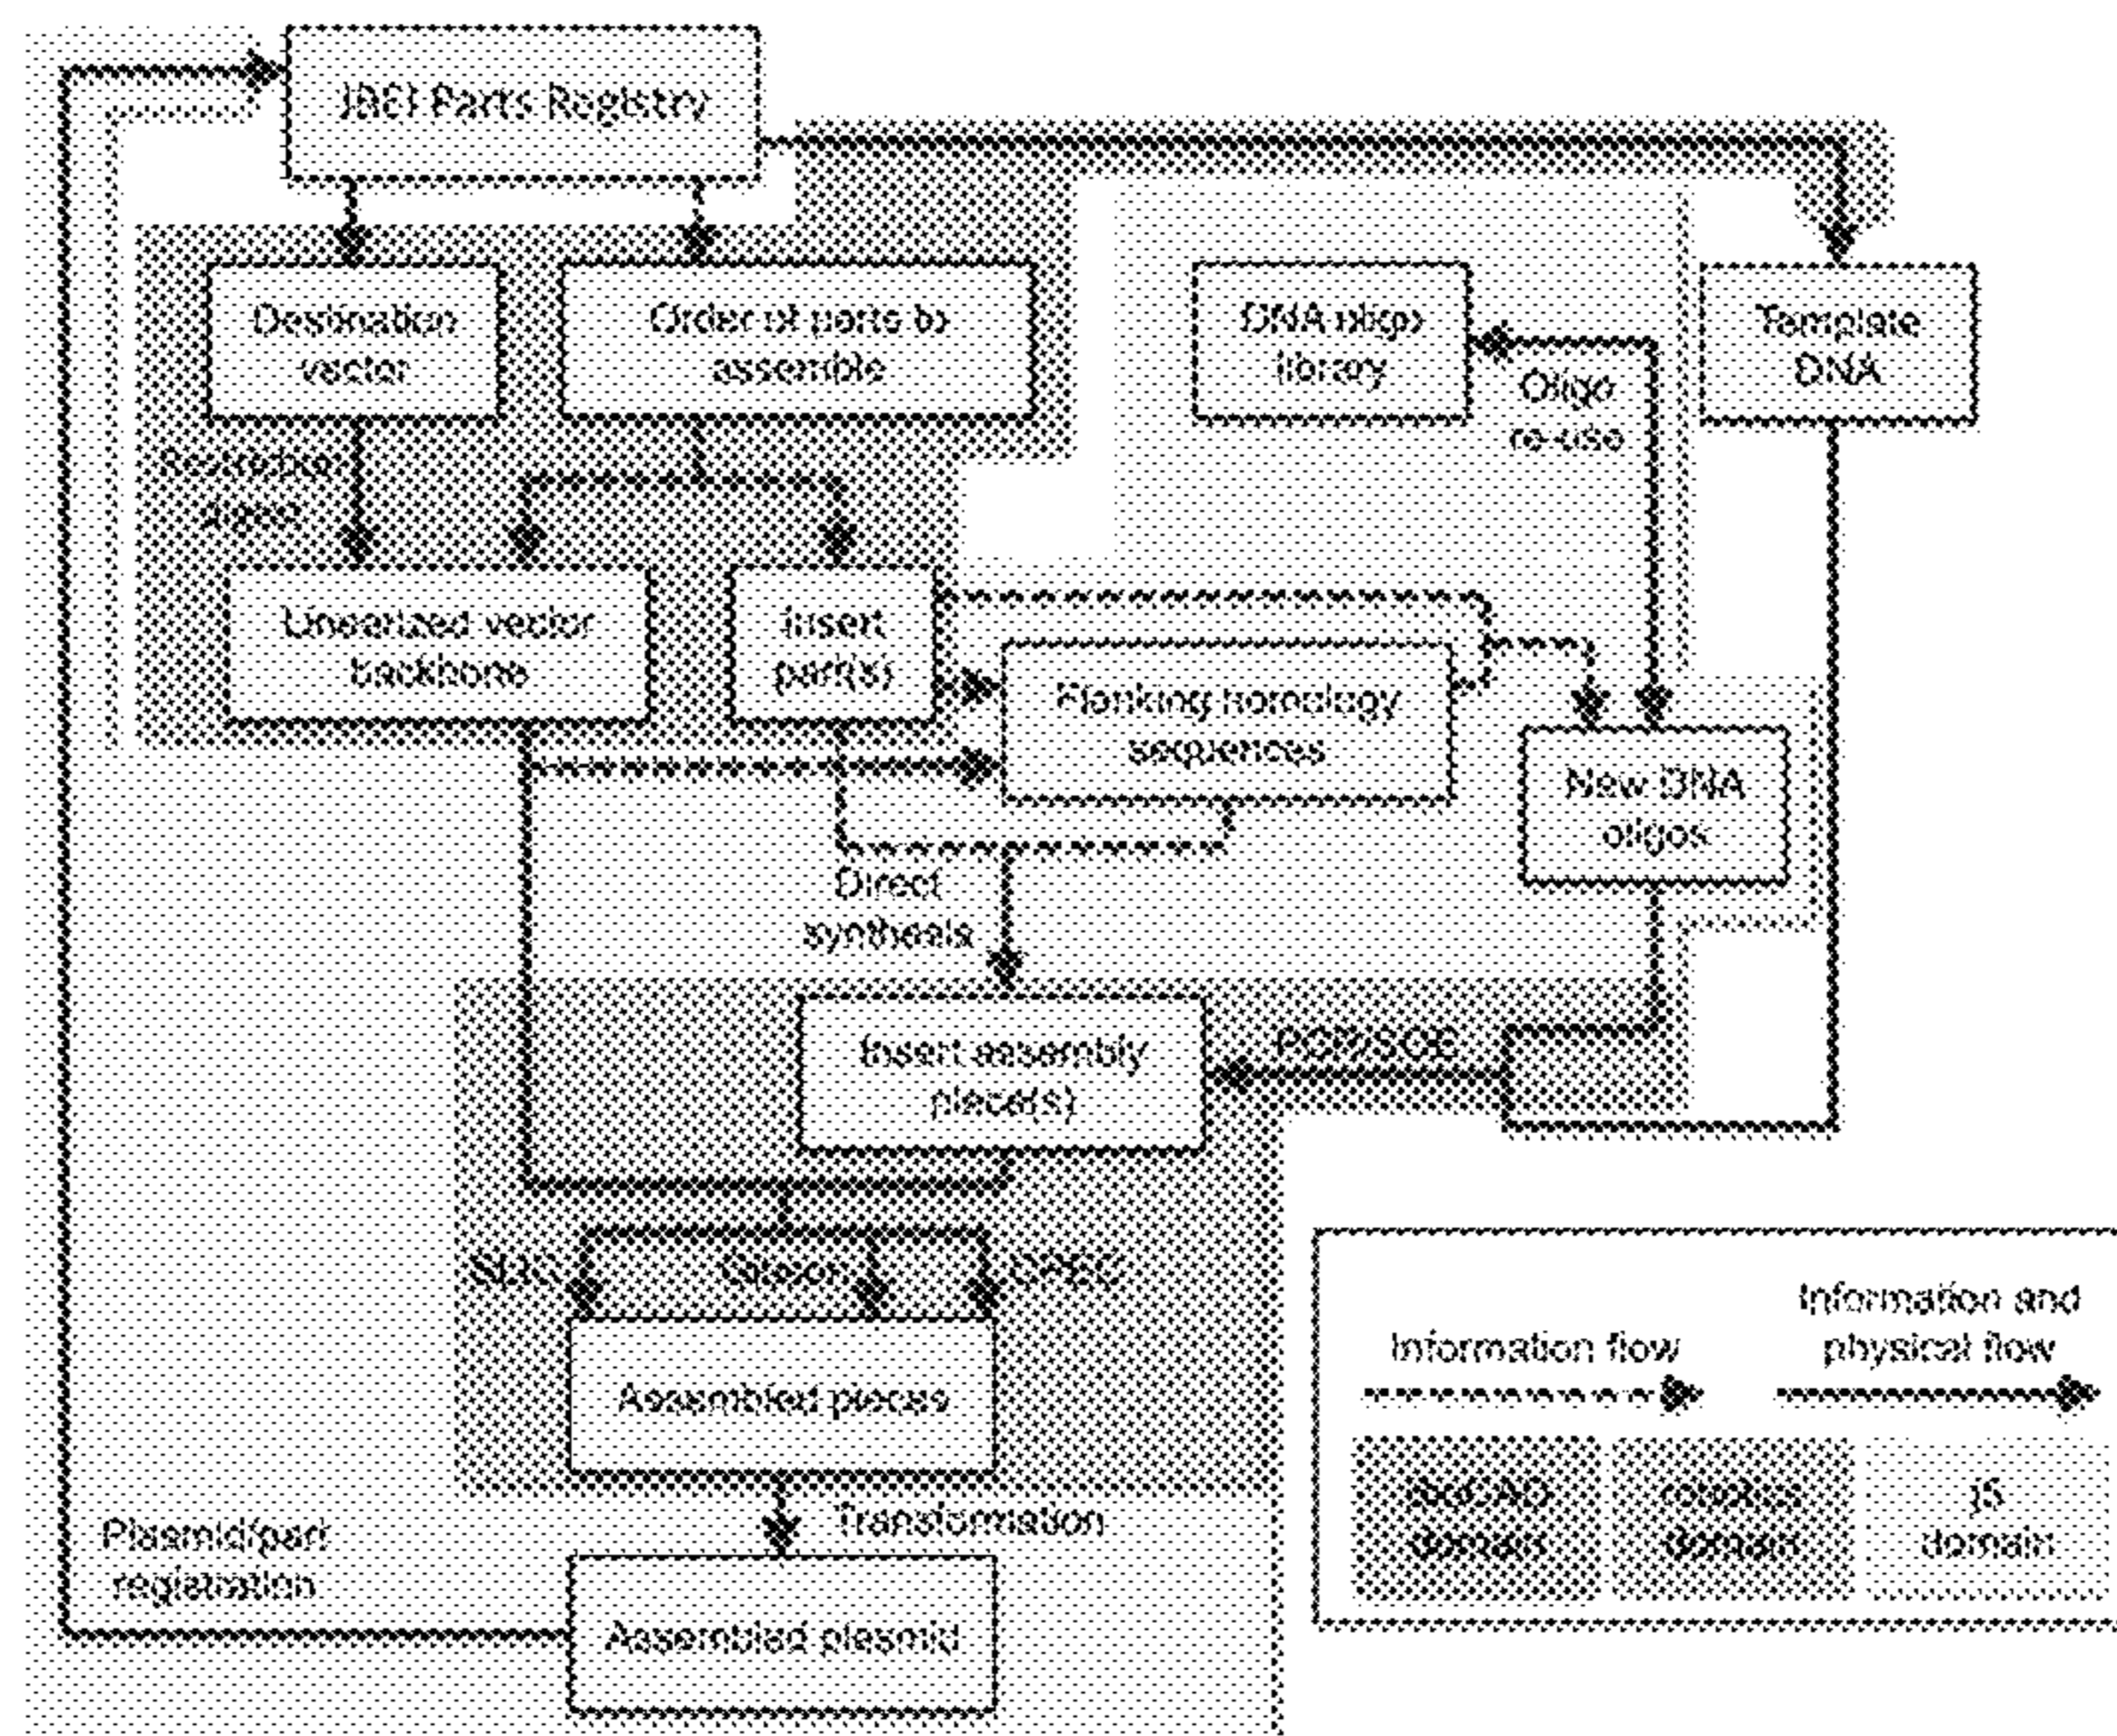 JBEI Parts Registry
Destination
vector
Order of parts to
assemble
DNA oligo
library
Oligo
re-use
Template
DNA
Restriction
digest
Linearized vector
backbone
Insert
part(s)
Flanking homology
sequences
New DNA
oligos
Direct
synthesis
Insert assembly
piece(s)
PCR/SOE
SLIC
CPEC
Assembled pieces
Transformation
Assembled plasmid
Plasmid/part
registration
Information flow
Information and
physical flow
bioCAD
domain
robotics
domain
j5
domain